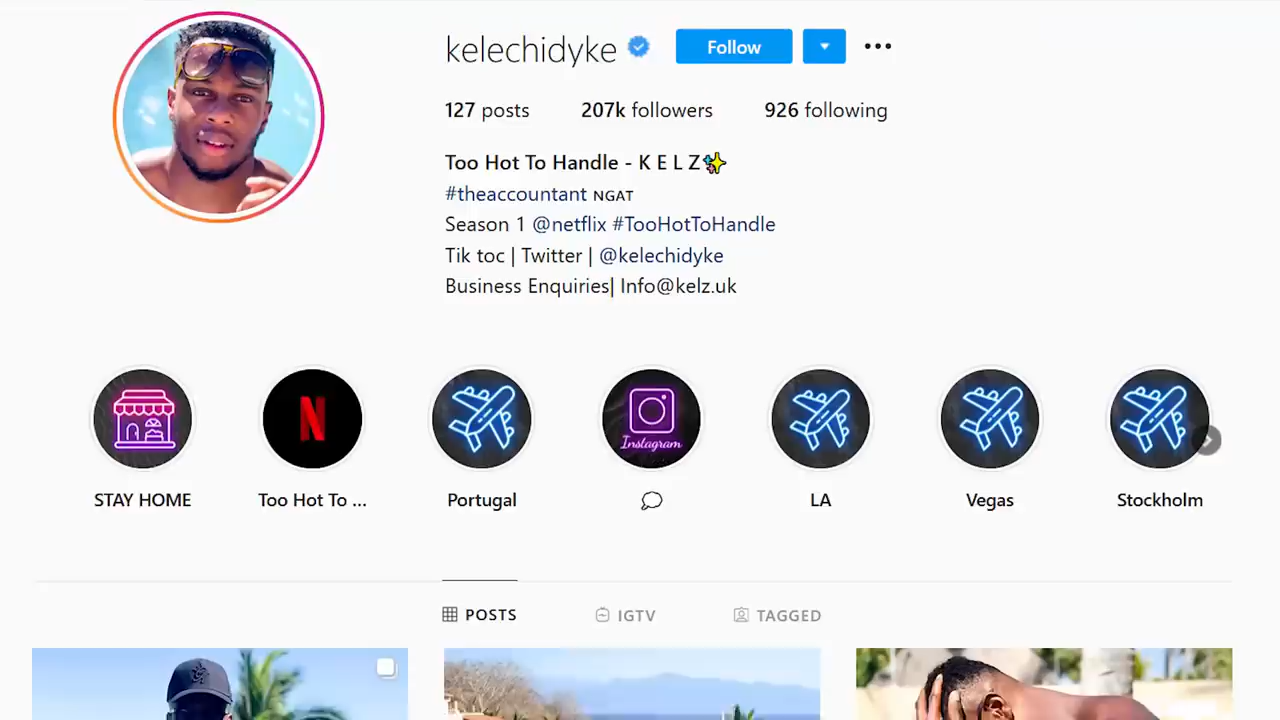 kelechidyke
Follow
127 posts 207k followers 926 following
Too Hot To Handle - K E L Z✨
#theaccountant NGAT
Season 1 @netflix #TooHotToHandle
Tik toc | Twitter | @kelechidyke
Business Enquiries| Info@kelz.uk
N
Instagram
STAY HOME Too Hot To ... Portugal 💬 LA Vegas Stockholm
POSTS IGTV TAGGED